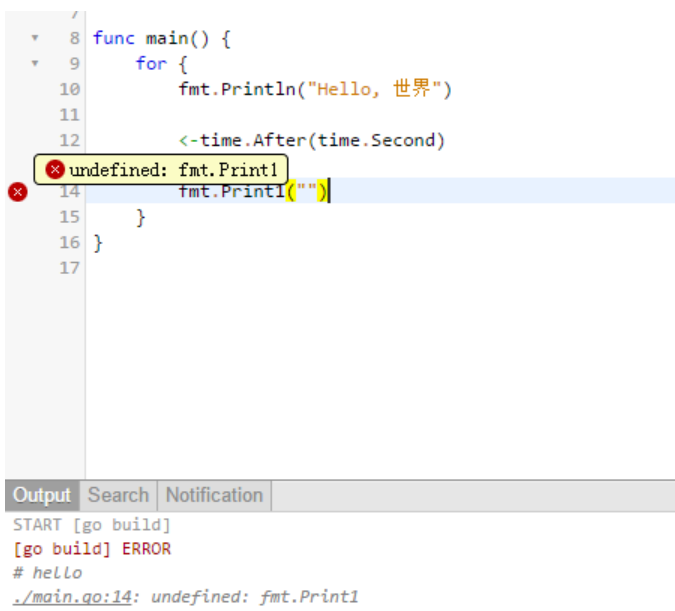 7
8 func main() {
9 for {
10 fmt.Println("Hello, 世界")
11
12 <-time.After(time.Second)
undefined: fmt.Print1
14 fmt.Print1("")
15 }
16 }
17
Output Search Notification
START [go build]
[go build] ERROR
# hello
./main.go:14: undefined: fmt.Print1